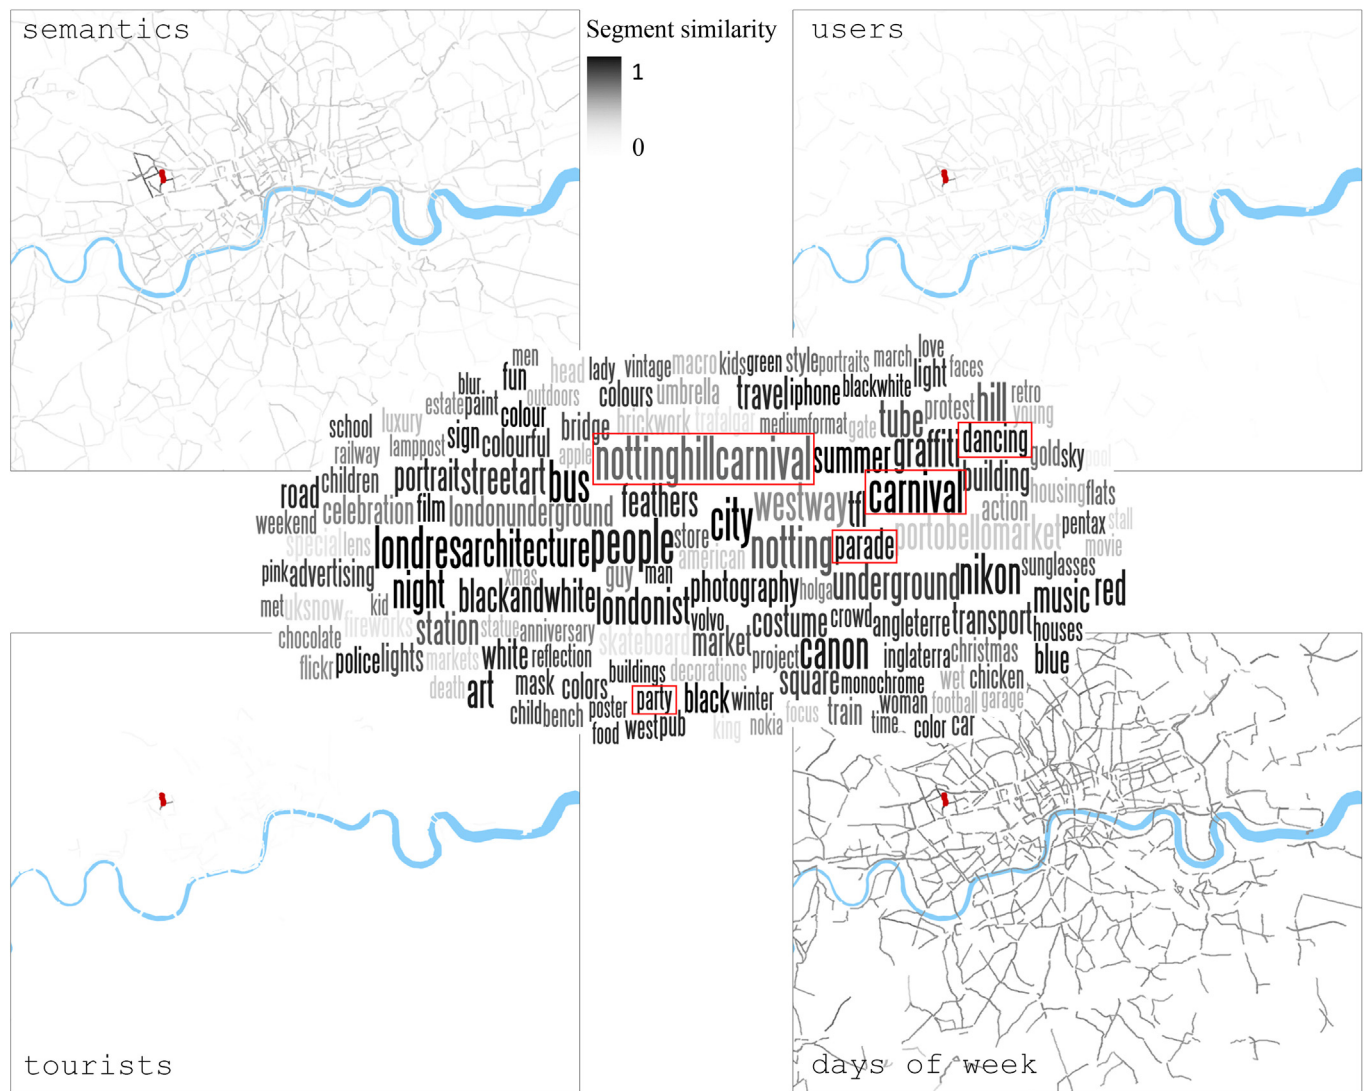 semantics
Segment similarity
1
0
users
men fun head lady vintage macro kids green style portraits march love light faces
blur. outdoors colours umbrella travel iphone blackwhite hill retro
estate paint colour bridge brickwork trafalgar mediumformat gate tube protest young
school luxury sign colourful apple nottinghillcarnival summer graffiti dancing gold sky pool
railway lamppost portrait streetart bus feathers carnival building housing flats
road children celebration film londonunderground city westway tfl action pentax stall
weekend special lens londres architecture people store american notting parade portobellomarket movie
pink advertising xmas guy man photography holga underground nikon sunglasses
met uksnow kid night blackandwhite londonist volvo costume crowd angleterre transport music red
chocolate fireworks station statue anniversary skateboard market project canon inglaterra christmas houses
flickr police lights markets white reflection buildings decorations square monochrome wet chicken blue
death art mask colors party black winter focus train woman football garage
child bench poster food west pub king nokia time color car
tourists
days of week